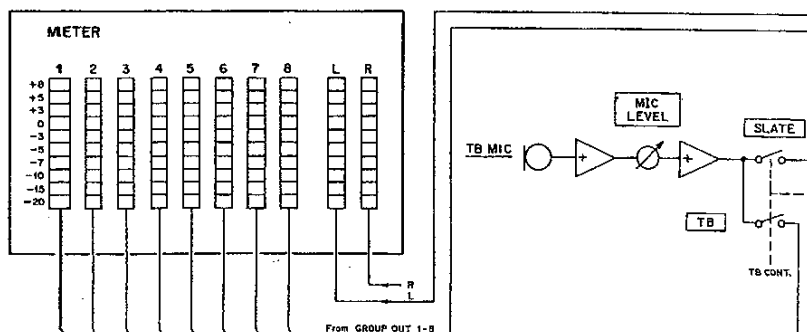 METER
1 2 3 4 5 6 7 8 L R
+8
+5
+3
0
-3
-5
-7
-10
-15
-20
R
L
From GROUP OUT 1-8
TB MIC
MIC
LEVEL
SLATE
TB
TB CONT.